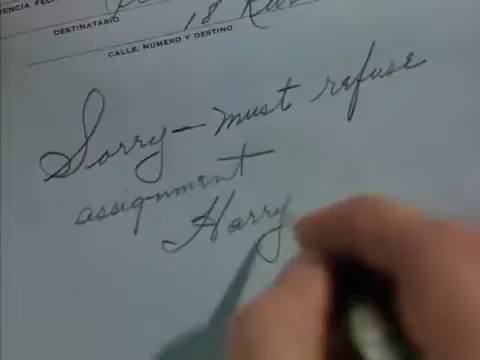 DESTINATARIO
18
CALLE, NUMERO Y DESTINO
Sorry— must refuse
assignment
Harry